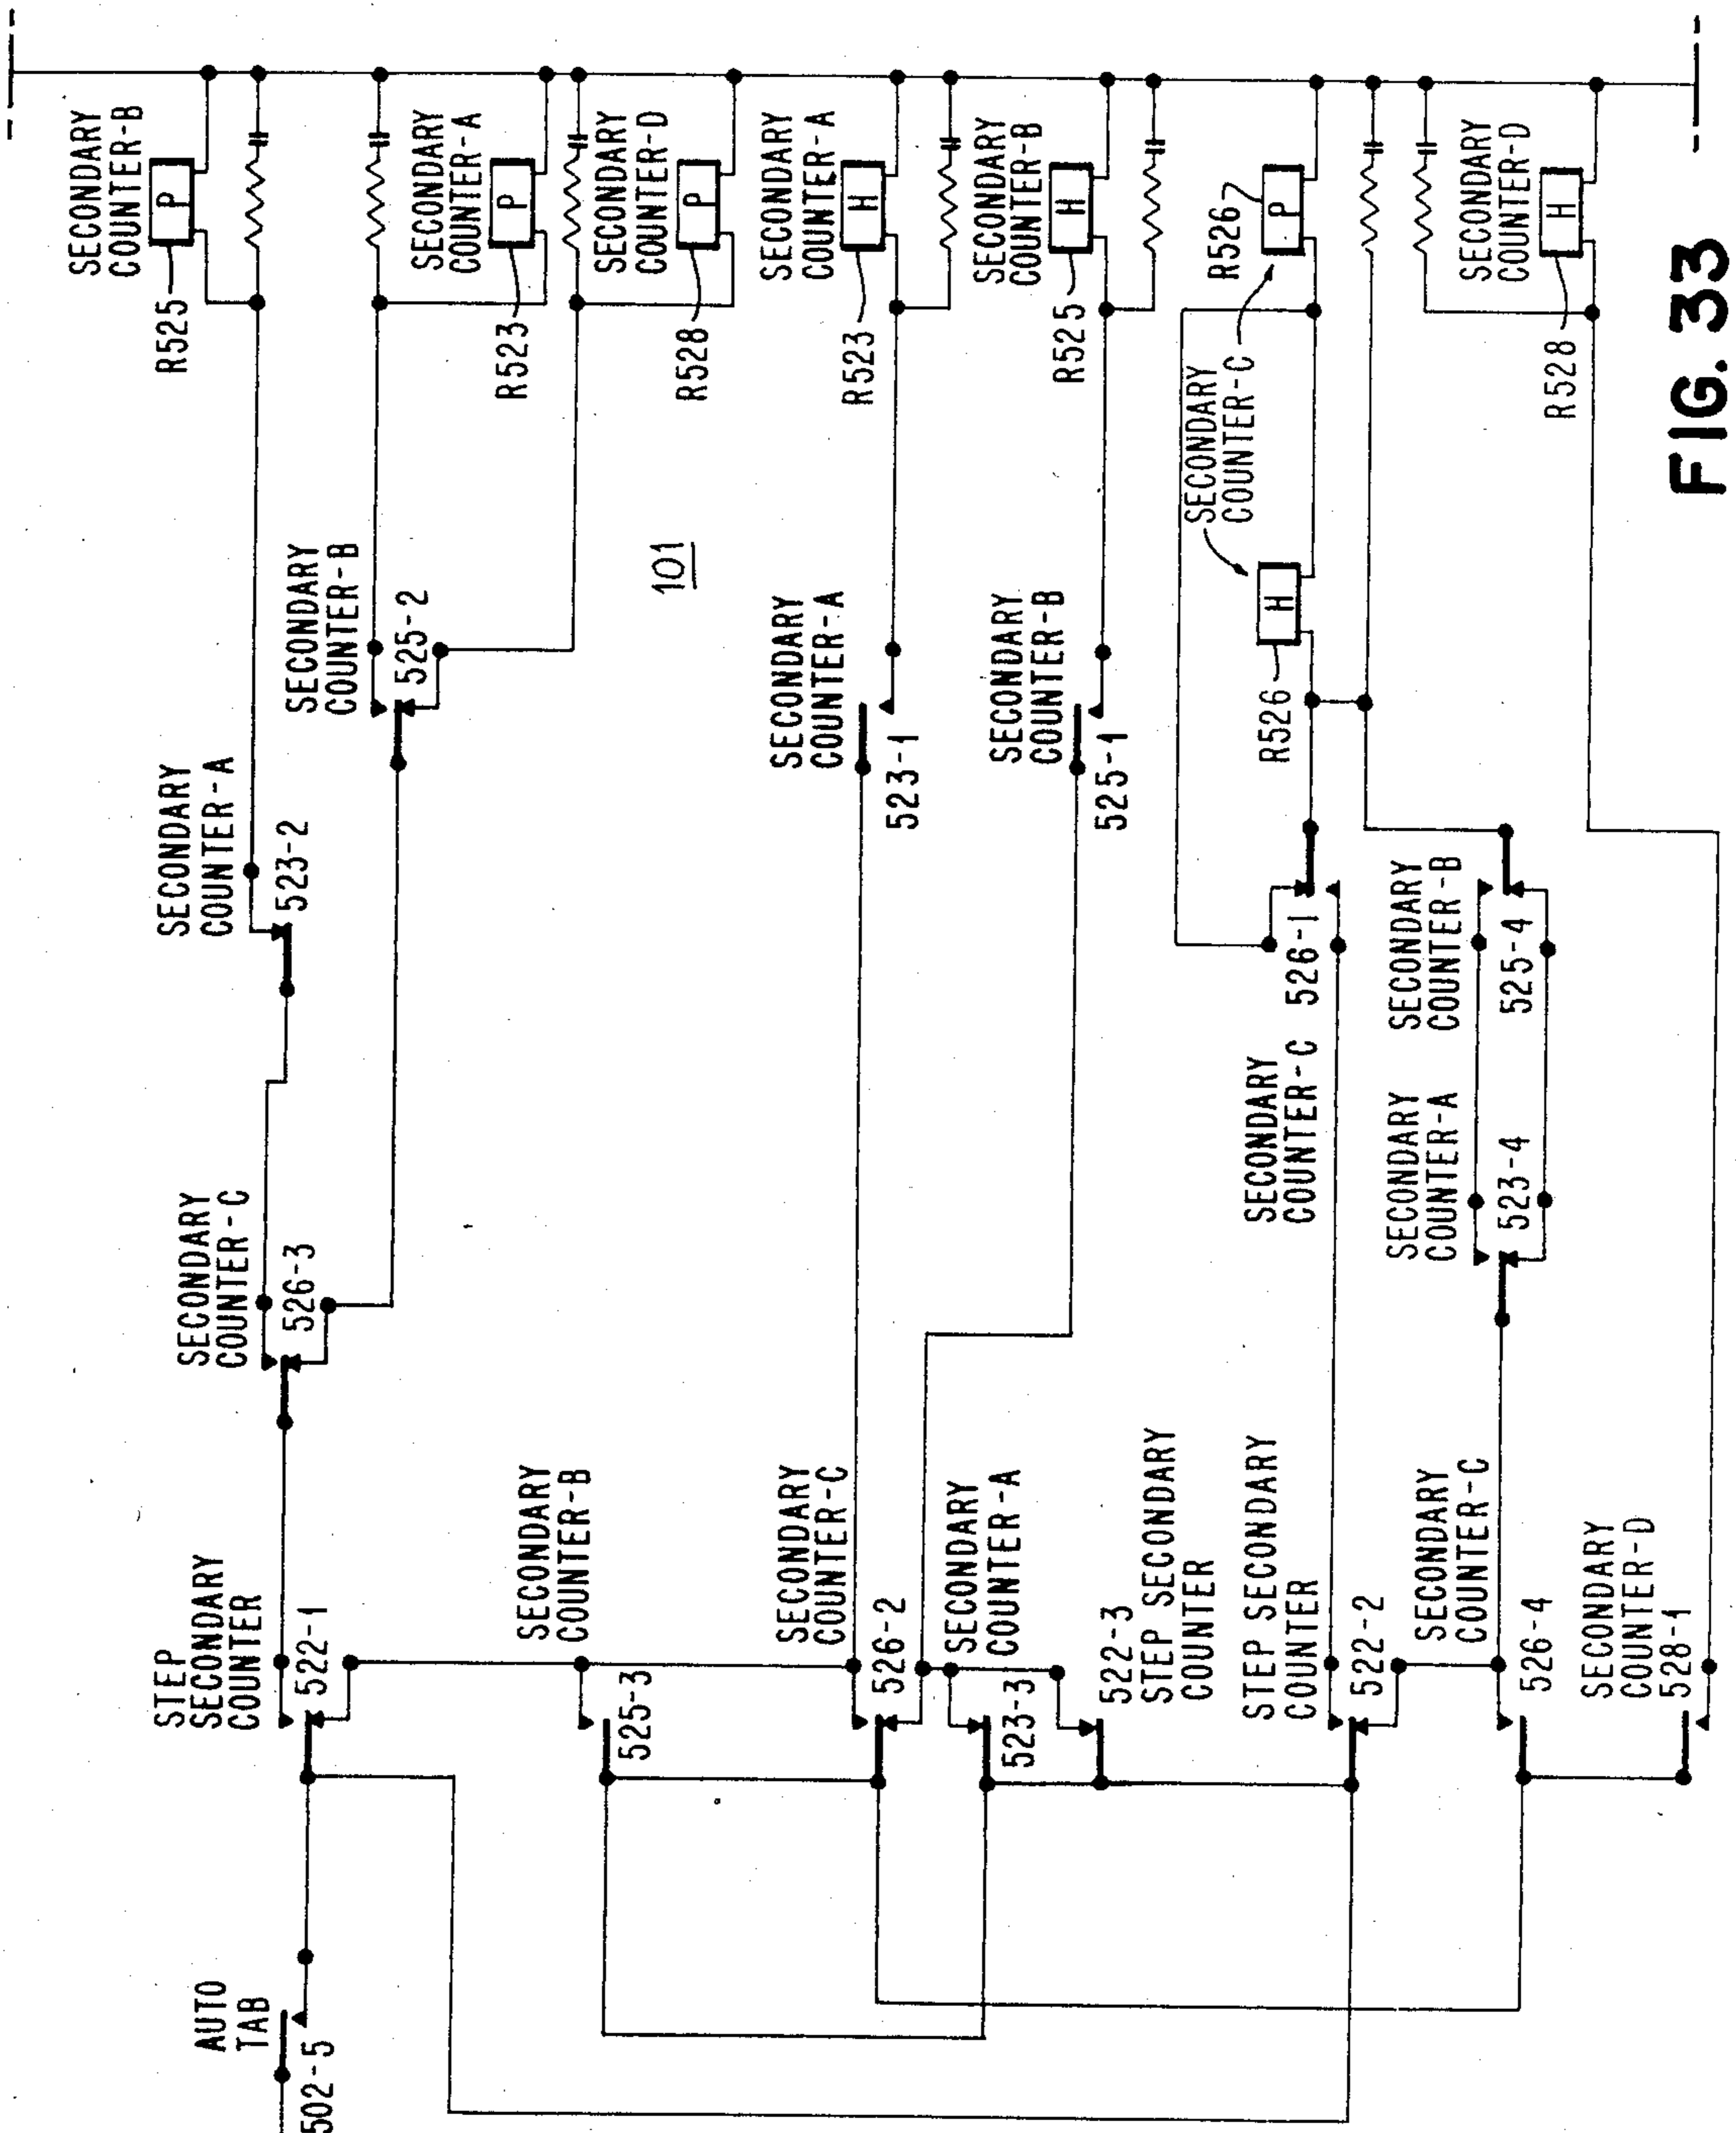 SECONDARY
COUNTER-B
P
R525
SECONDARY
COUNTER-A
P
R523
SECONDARY
COUNTER-D
P
R528
SECONDARY
COUNTER-A
H
R523
SECONDARY
COUNTER-B
H
R525
P
R526
SECONDARY
COUNTER-C
H
R526
SECONDARY
COUNTER-D
H
R528
FIG. 33
101
SECONDARY
COUNTER-B
525-2
SECONDARY
COUNTER-A
523-2
SECONDARY
COUNTER-A
523-1
SECONDARY
COUNTER-B
525-1
SECONDARY
COUNTER-C 526-1
SECONDARY
COUNTER-B
525-4
SECONDARY
COUNTER-A
523-4
SECONDARY
COUNTER-C
526-3
STEP
SECONDARY
COUNTER
522-1
SECONDARY
COUNTER-B
525-3
SECONDARY
COUNTER-C
526-2
SECONDARY
COUNTER-A
523-3
522-3
STEP SECONDARY
COUNTER
STEP SECONDARY
COUNTER
522-2
SECONDARY
COUNTER-C
526-4
SECONDARY
COUNTER-D
528-1
AUTO
TAB
502-5